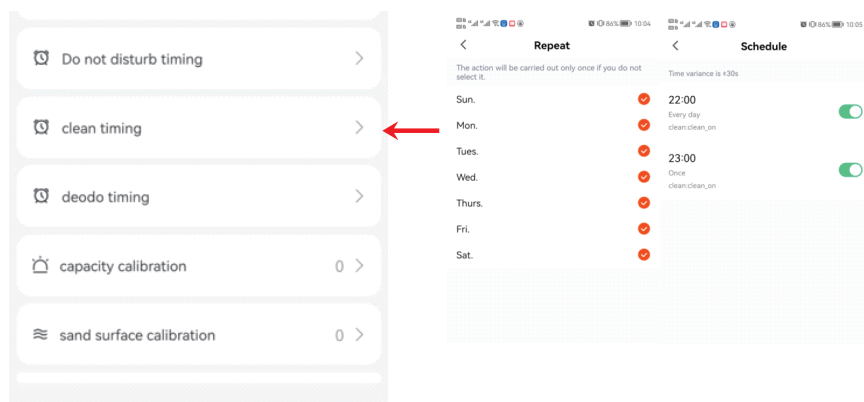 Do not disturb timing
clean timing
deodo timing
capacity calibration 0
sand surface calibration 0
86% 10:04
Repeat
The action will be carried out only once if you do not
select it.
Sun.
Mon.
Tues.
Wed.
Thurs.
Fri.
Sat.
86% 10:05
Schedule
Time variance is ±30s
22:00
Every day
clean:clean_on
23:00
Once
clean:clean_on